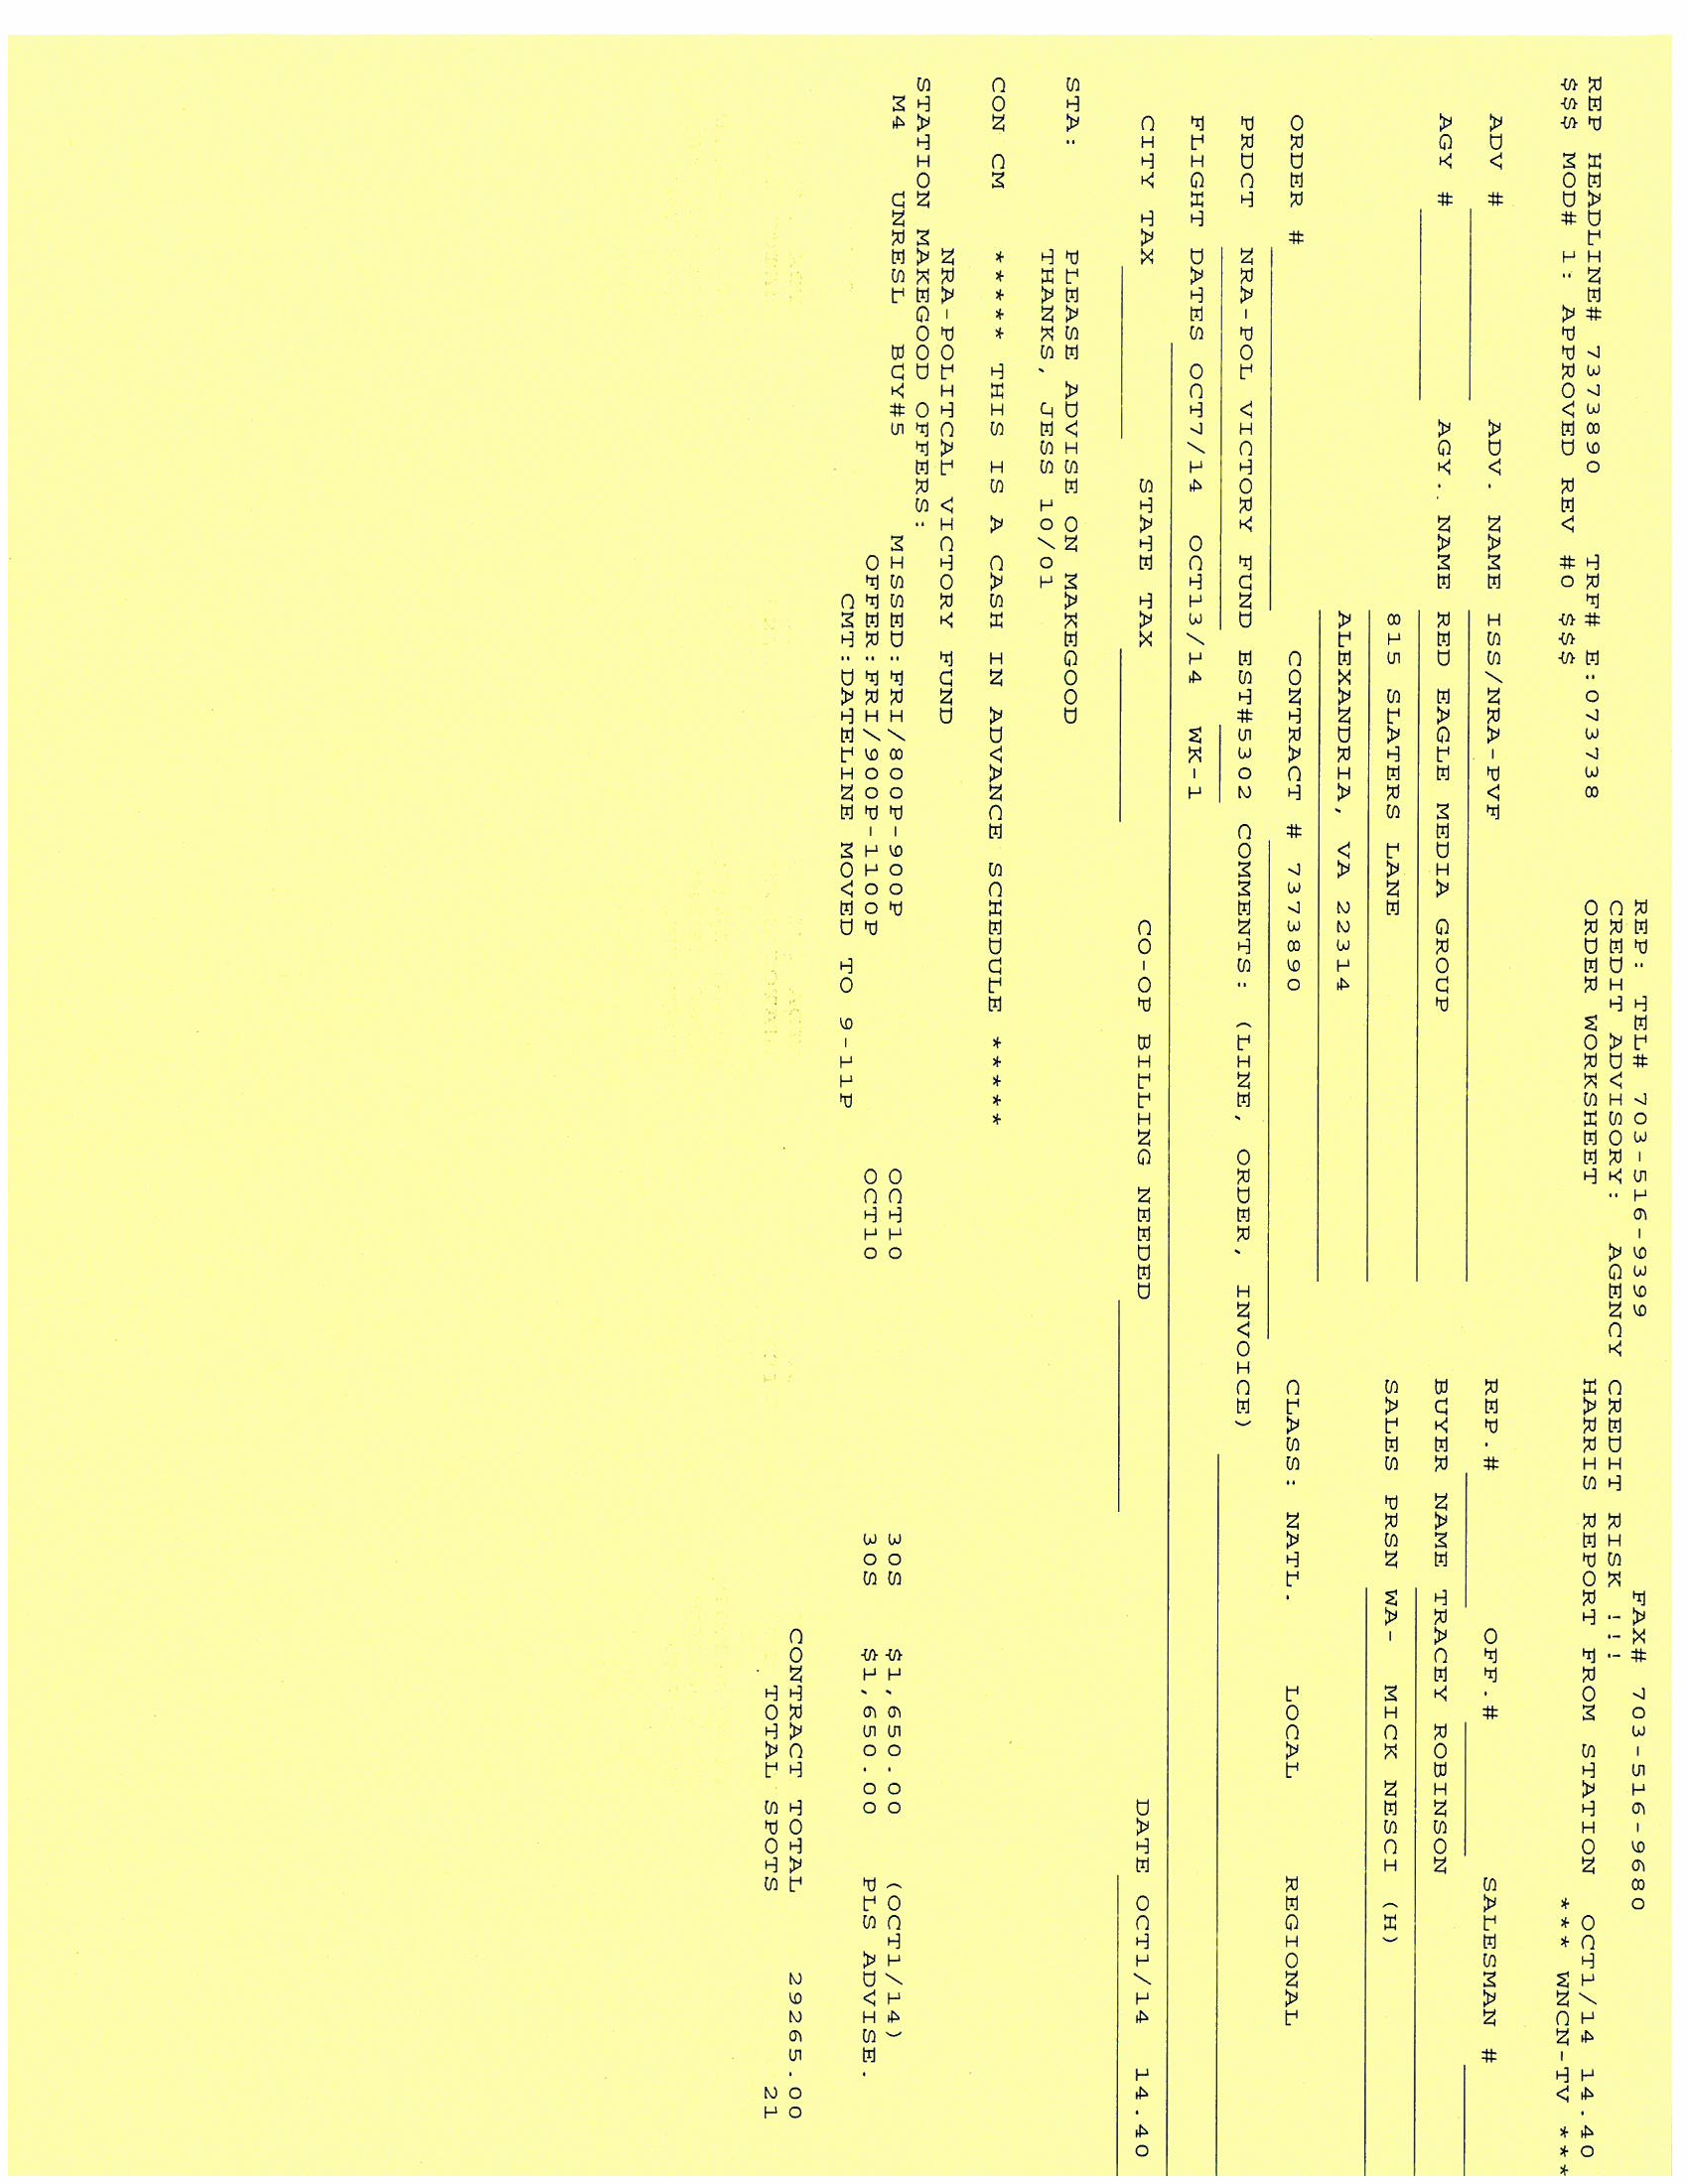 REP: TEL# 703-516-9399 FAX# 703-516-9680
CREDIT ADVISORY: AGENCY CREDIT RISK !!!
REP HEADLINE# 7373890 TRF# E:073738 ORDER WORKSHEET HARRIS REPORT FROM STATION OCT1/14 14.40
$$$ MOD# 1: APPROVED REV #0 $$$ *** WNCN-TV ***
ADV # ADV. NAME ISS/NRA-PVF REP.# OFF.# SALESMAN #
AGY # AGY. NAME RED EAGLE MEDIA GROUP BUYER NAME TRACEY ROBINSON
815 SLATERS LANE SALES PRSN WA- MICK NESCI (H)
ALEXANDRIA, VA 22314
ORDER # CONTRACT # 7373890 CLASS: NATL. LOCAL REGIONAL
PRDCT NRA-POL VICTORY FUND EST#5302 COMMENTS: (LINE, ORDER, INVOICE)
FLIGHT DATES OCT7/14 OCT13/14 WK-1
CITY TAX STATE TAX CO-OP BILLING NEEDED DATE OCT1/14 14.40
STA: PLEASE ADVISE ON MAKEGOOD
THANKS, JESS 10/01
CON CM ***** THIS IS A CASH IN ADVANCE SCHEDULE *****
NRA-POLITCAL VICTORY FUND
STATION MAKEGOOD OFFERS:
M4 UNRESL BUY#5 MISSED:FRI/800P-900P OCT10 30S $1,650.00 (OCT1/14)
OFFER:FRI/900P-1100P OCT10 30S $1,650.00 PLS ADVISE.
CMT:DATELINE MOVED TO 9-11P
CONTRACT TOTAL 29265.00
TOTAL SPOTS 21